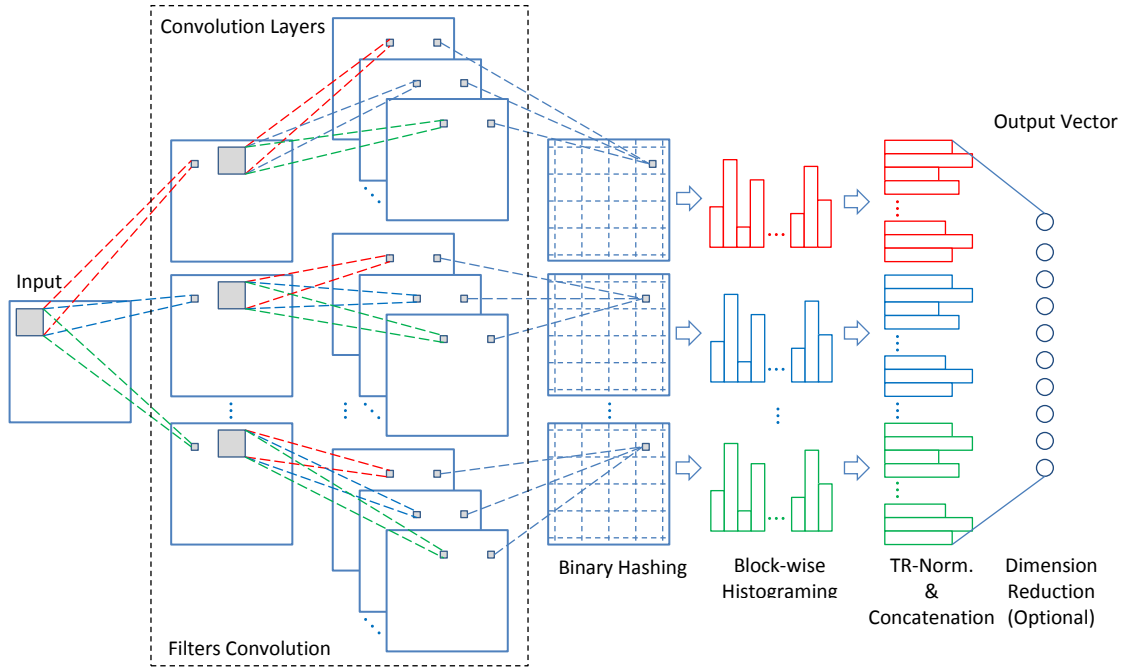 Convolution Layers
Input
Output Vector
Binary Hashing
Block-wise
Histograming
TR-Norm.
&
Concatenation
Dimension
Reduction
(Optional)
Filters Convolution